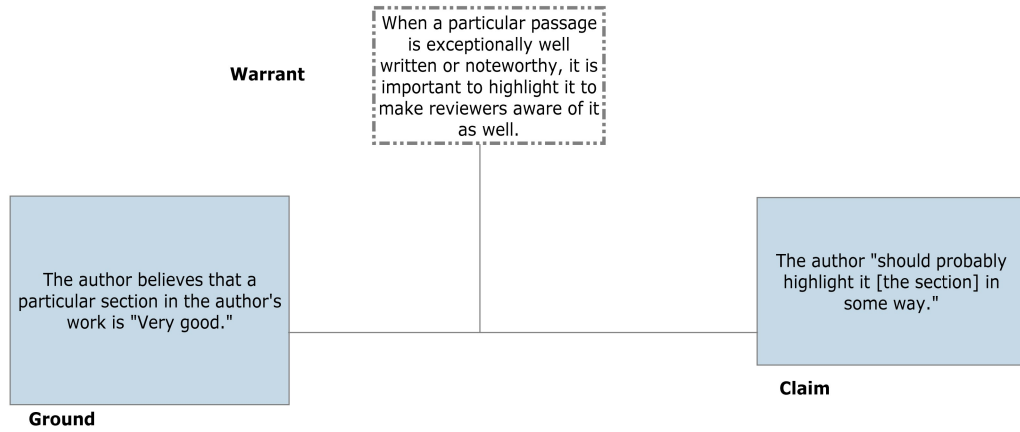 When a particular passage
is exceptionally well
written or noteworthy, it is
important to highlight it to
make reviewers aware of it
as well.
Warrant
The author believes that a
particular section in the author's
work is "Very good."
Ground
The author "should probably
highlight it [the section] in
some way."
Claim